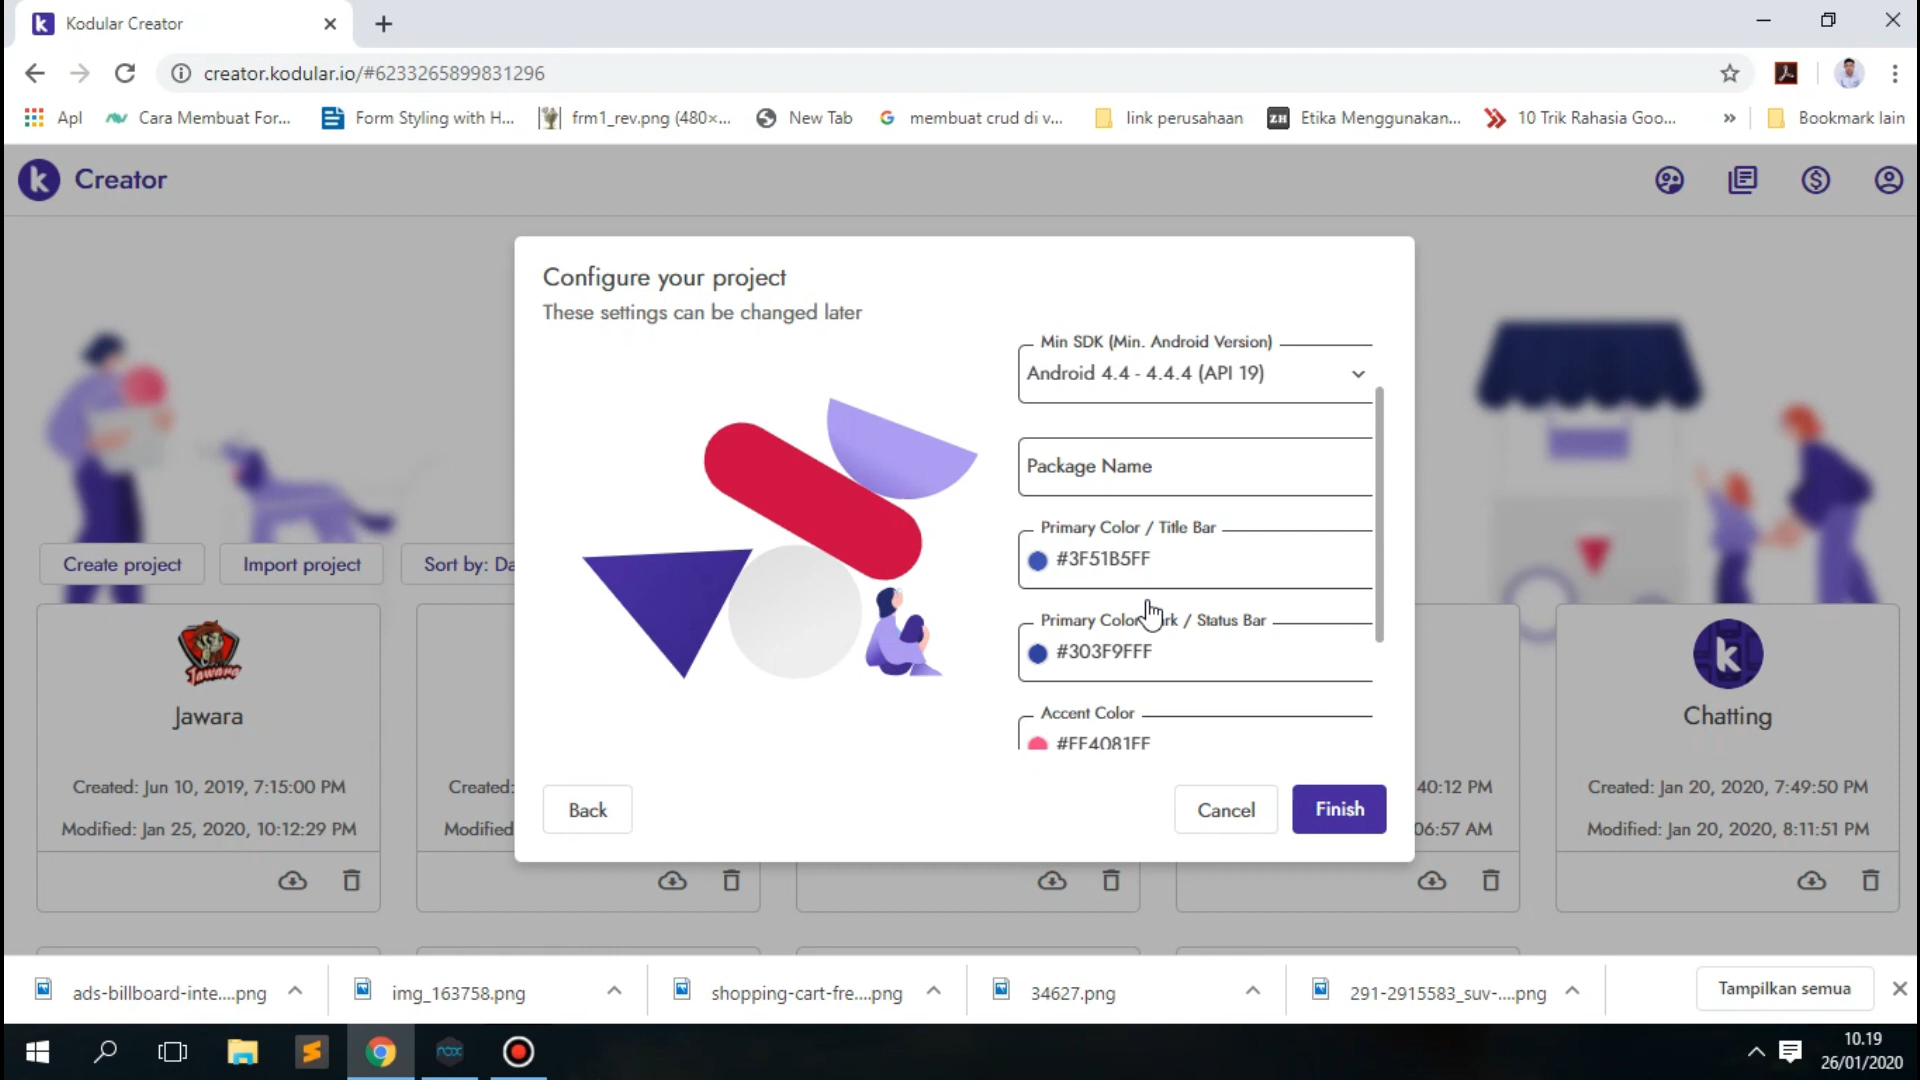 Kodular Creator
creator.kodular.io/#6233265899831296
Apl
Cara Membuat For...
Form Styling with H...
frm1_rev.png (480×...
New Tab
membuat crud di v...
link perusahaan
ZH
Etika Menggunakan...
10 Trik Rahasia Goo...
»
Bookmark lain
Creator
Configure your project
These settings can be changed later
Min SDK (Min. Android Version)
Android 4.4 - 4.4.4 (API 19)
Package Name
Primary Color / Title Bar
#3F51B5FF
Primary Color
rk / Status Bar
#303F9FFF
Accent Color
#FF4081FF
Back
Cancel
Finish
Create project
Import project
Sort by: Da
JAWARA
Jawara
Created: Jun 10, 2019, 7:15:00 PM
Modified: Jan 25, 2020, 10:12:29 PM
Created:
Modified
40:12 PM
06:57 AM
Chatting
Created: Jan 20, 2020, 7:49:50 PM
Modified: Jan 20, 2020, 8:11:51 PM
ads-billboard-inte....png
img_163758.png
shopping-cart-fre....png
34627.png
291-2915583_suv-....png
Tampilkan semua
nox
10.19
26/01/2020